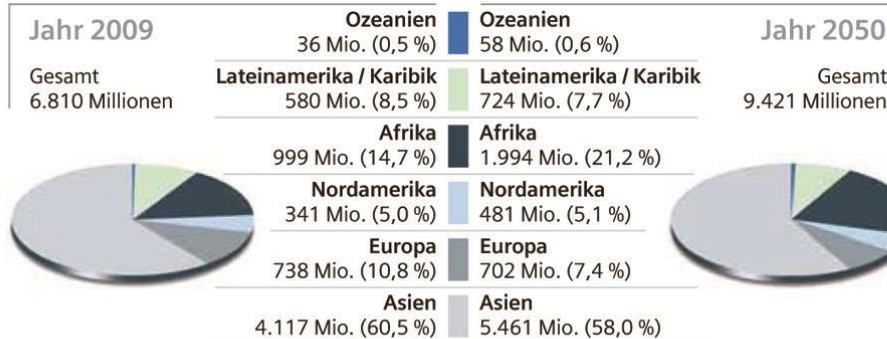 Jahr 2009
Gesamt
6.810 Millionen
Ozeanien
36 Mio. (0,5 %)
Lateinamerika / Karibik
580 Mio. (8,5 %)
Afrika
999 Mio. (14,7 %)
Nordamerika
341 Mio. (5,0 %)
Europa
738 Mio. (10,8 %)
Asien
4.117 Mio. (60,5 %)
Ozeanien
58 Mio. (0,6 %)
Lateinamerika / Karibik
724 Mio. (7,7 %)
Afrika
1.994 Mio. (21,2 %)
Nordamerika
481 Mio. (5,1 %)
Europa
702 Mio. (7,4 %)
Asien
5.461 Mio. (58,0 %)
Jahr 2050
Gesamt
9.421 Millionen